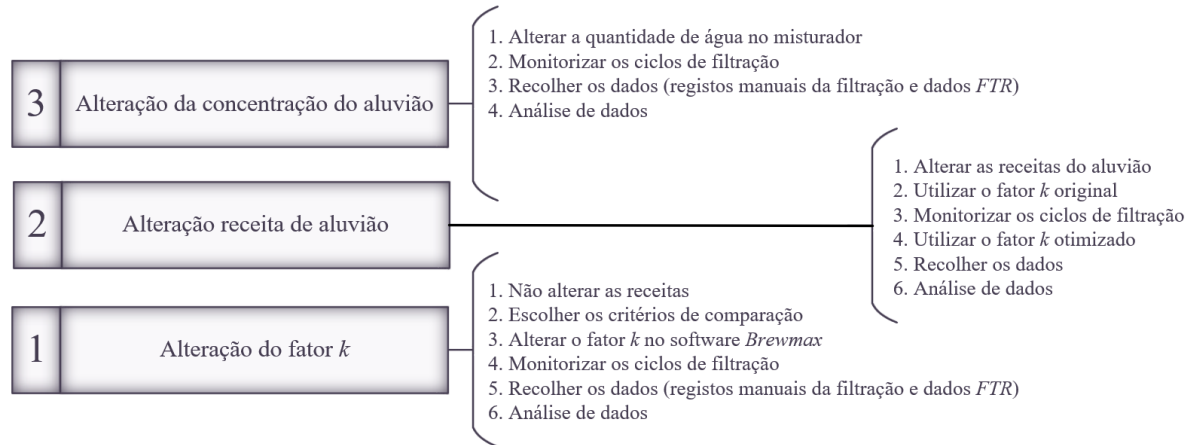 1. Alterar a quantidade de água no misturador
2. Monitorizar os ciclos de filtração
3. Recolher os dados (registos manuais da filtração e dados FTR)
4. Análise de dados
3
Alteração da concentração do aluvião
1. Alterar as receitas do aluvião
2. Utilizar o fator k original
3. Monitorizar os ciclos de filtração
4. Utilizar o fator k otimizado
5. Recolher os dados
6. Análise de dados
2
Alteração receita de aluvião
1. Não alterar as receitas
2. Escolher os critérios de comparação
3. Alterar o fator k no software Brewmax
4. Monitorizar os ciclos de filtração
5. Recolher os dados (registos manuais da filtração e dados FTR)
6. Análise de dados
1
Alteração do fator k